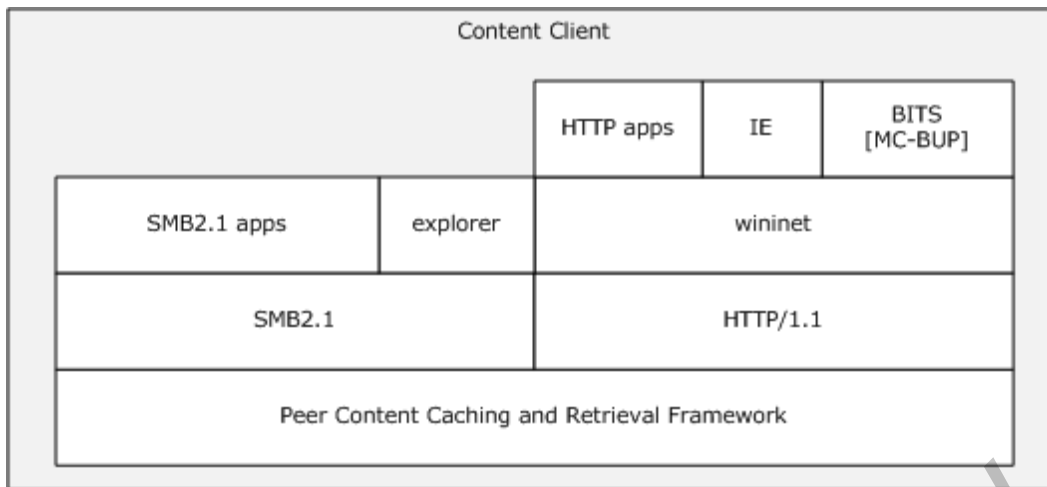 Content Client
HTTP apps
IE
BITS
[MC-BUP]
SMB2.1 apps
explorer
wininet
SMB2.1
HTTP/1.1
Peer Content Caching and Retrieval Framework